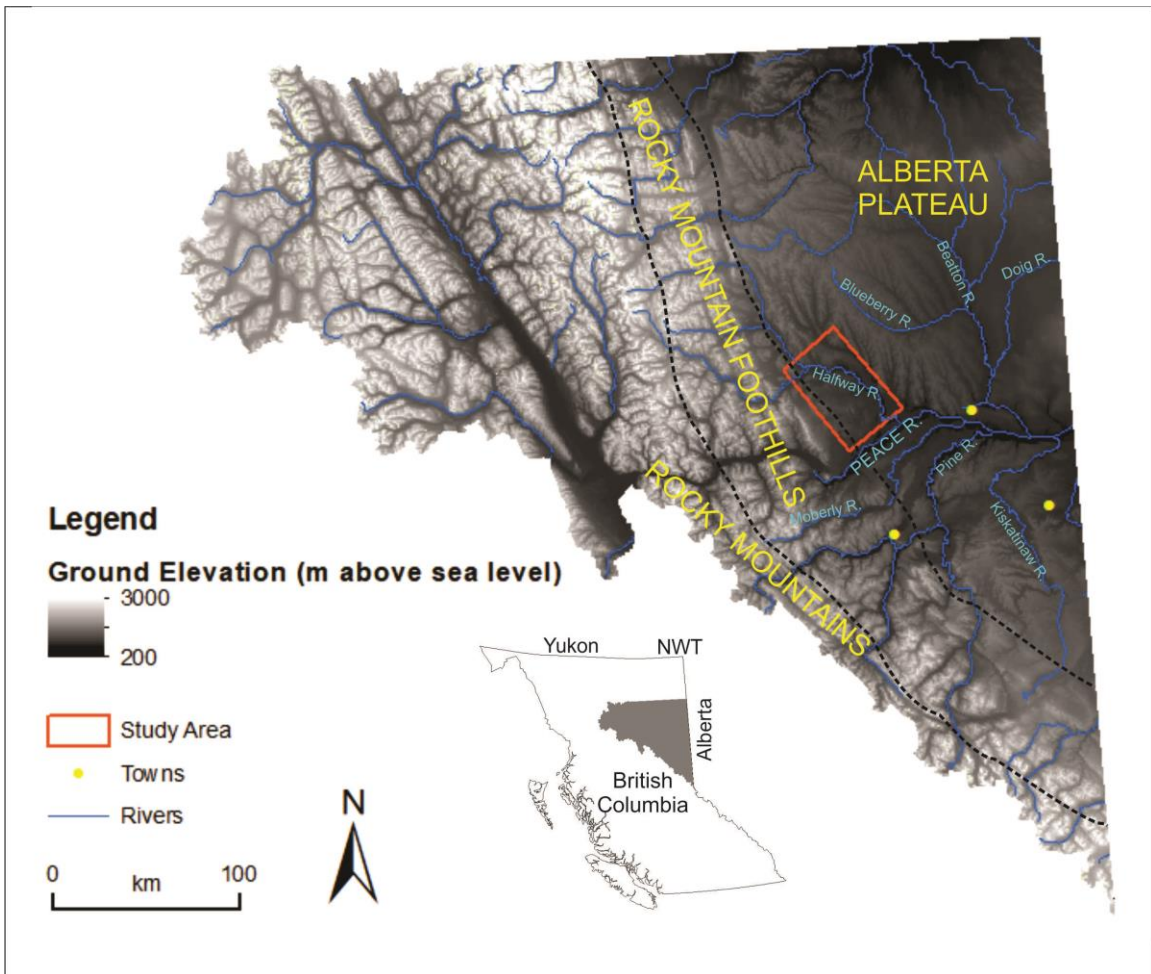 ROCKY MOUNTAIN FOOTHILLS
ALBERTA
PLATEAU
Beatton R.
Doig R.
Blueberry R.
Halfway R.
PEACE R.
Pine R.
Moberly R.
Kiskatinaw R.
ROCKY MOUNTAINS
Legend
Ground Elevation (m above sea level)
3000
200
Study Area
Towns
Rivers
0 100
km
N
Yukon NWT
Alberta
British
Columbia